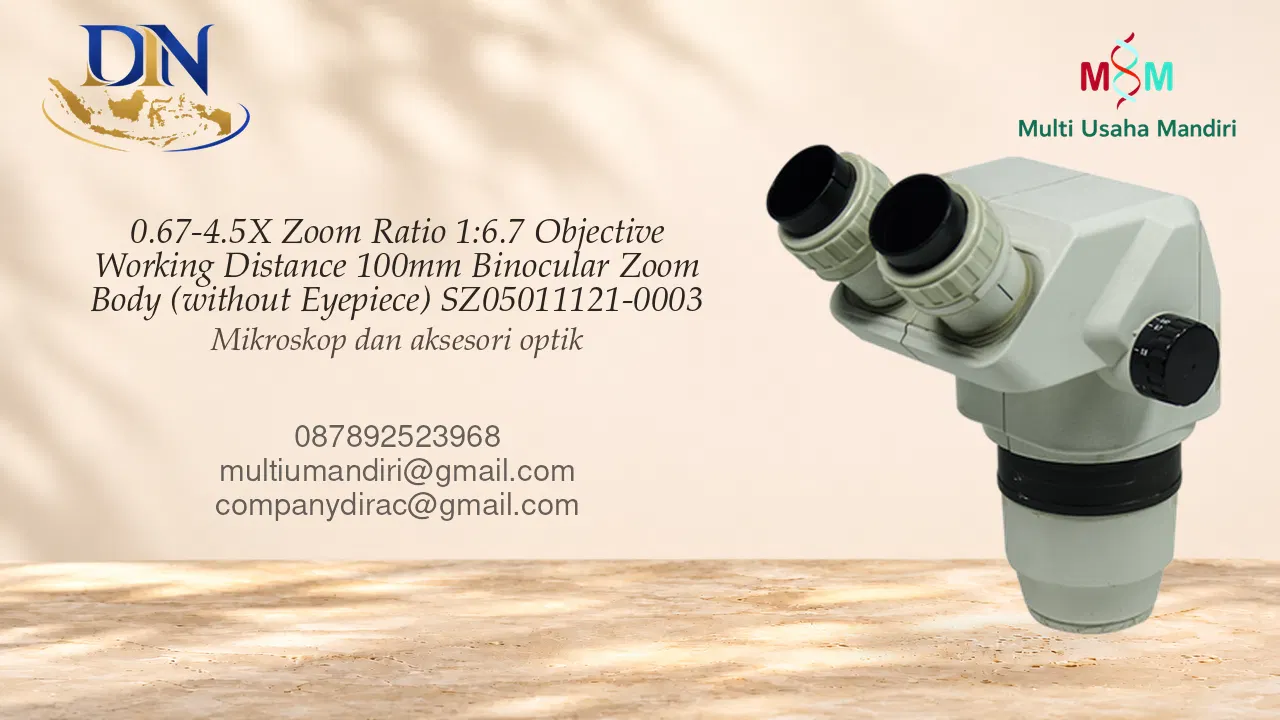 DIN
M M
Multi Usaha Mandiri
0.67-4.5X Zoom Ratio 1:6.7 Objective
Working Distance 100mm Binocular Zoom
Body (without Eyepiece) SZ05011121-0003
Mikroskop dan aksesori optik
087892523968
multiumandiri@gmail.com
companydirac@gmail.com